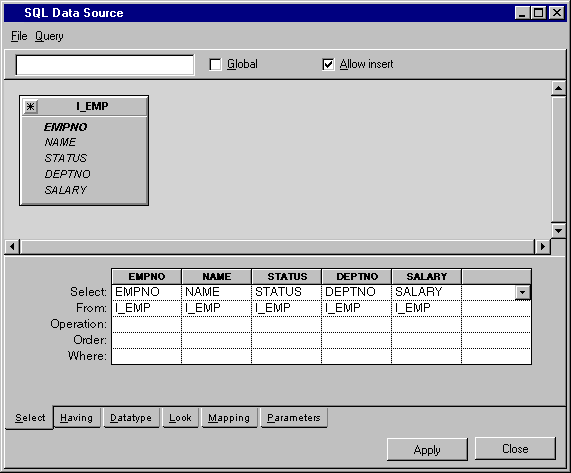 SQL Data Source
File Query
Global Allow insert
I_EMP
EMPNO
NAME
STATUS
DEPTNO
SALARY
EMPNO NAME STATUS DEPTNO SALARY
Select: EMPNO NAME STATUS DEPTNO SALARY
From: I_EMP I_EMP I_EMP I_EMP I_EMP
Operation:
Order:
Where:
Select Having Datatype Look Mapping Parameters
Apply Close